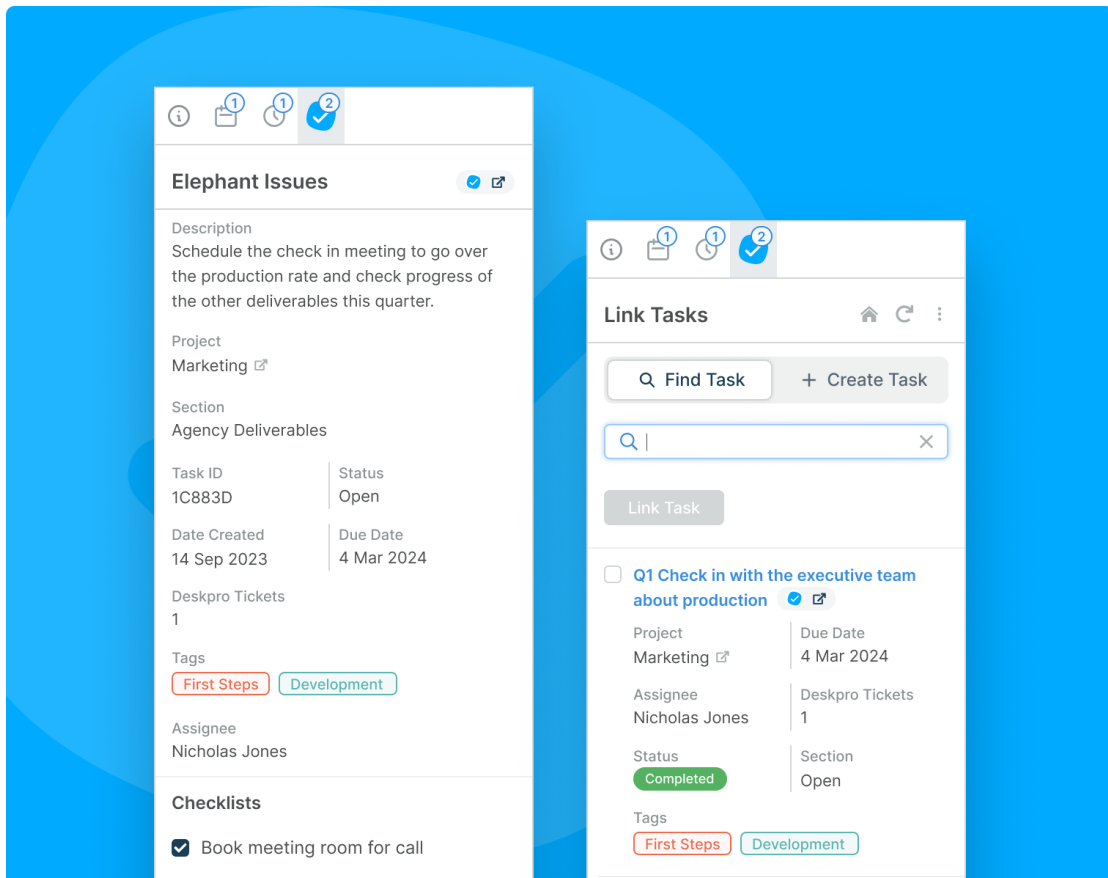 1 1 2
Elephant Issues
Description
Schedule the check in meeting to go over
the production rate and check progress of
the other deliverables this quarter.
Project
Marketing
Section
Agency Deliverables
Task ID Status
1C883D Open
Date Created Due Date
14 Sep 2023 4 Mar 2024
Deskpro Tickets
1
Tags
First Steps Development
Assignee
Nicholas Jones
Checklists
Book meeting room for call
1 1 2
Link Tasks
Find Task + Create Task
Link Task
Q1 Check in with the executive team
about production
Project Due Date
Marketing 4 Mar 2024
Assignee Deskpro Tickets
Nicholas Jones 1
Status Section
Completed Open
Tags
First Steps Development